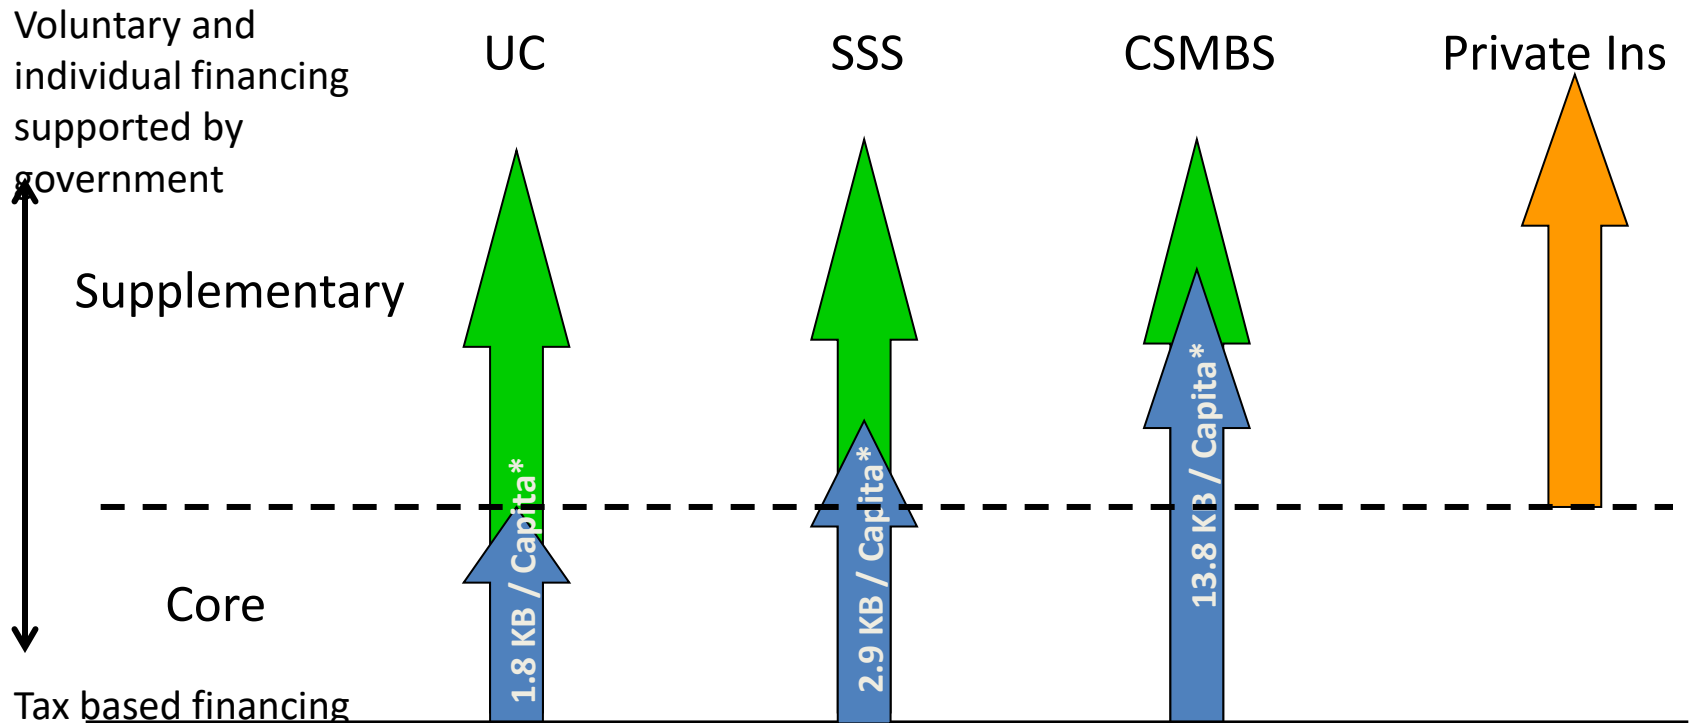 Voluntary and
individual financing
supported by
government
UC
SSS
CSMBS
Private Ins
Supplementary
Core
1.8 KB / Capita*
2.9 KB / Capita*
13.8 KB / Capita*
Tax based financing